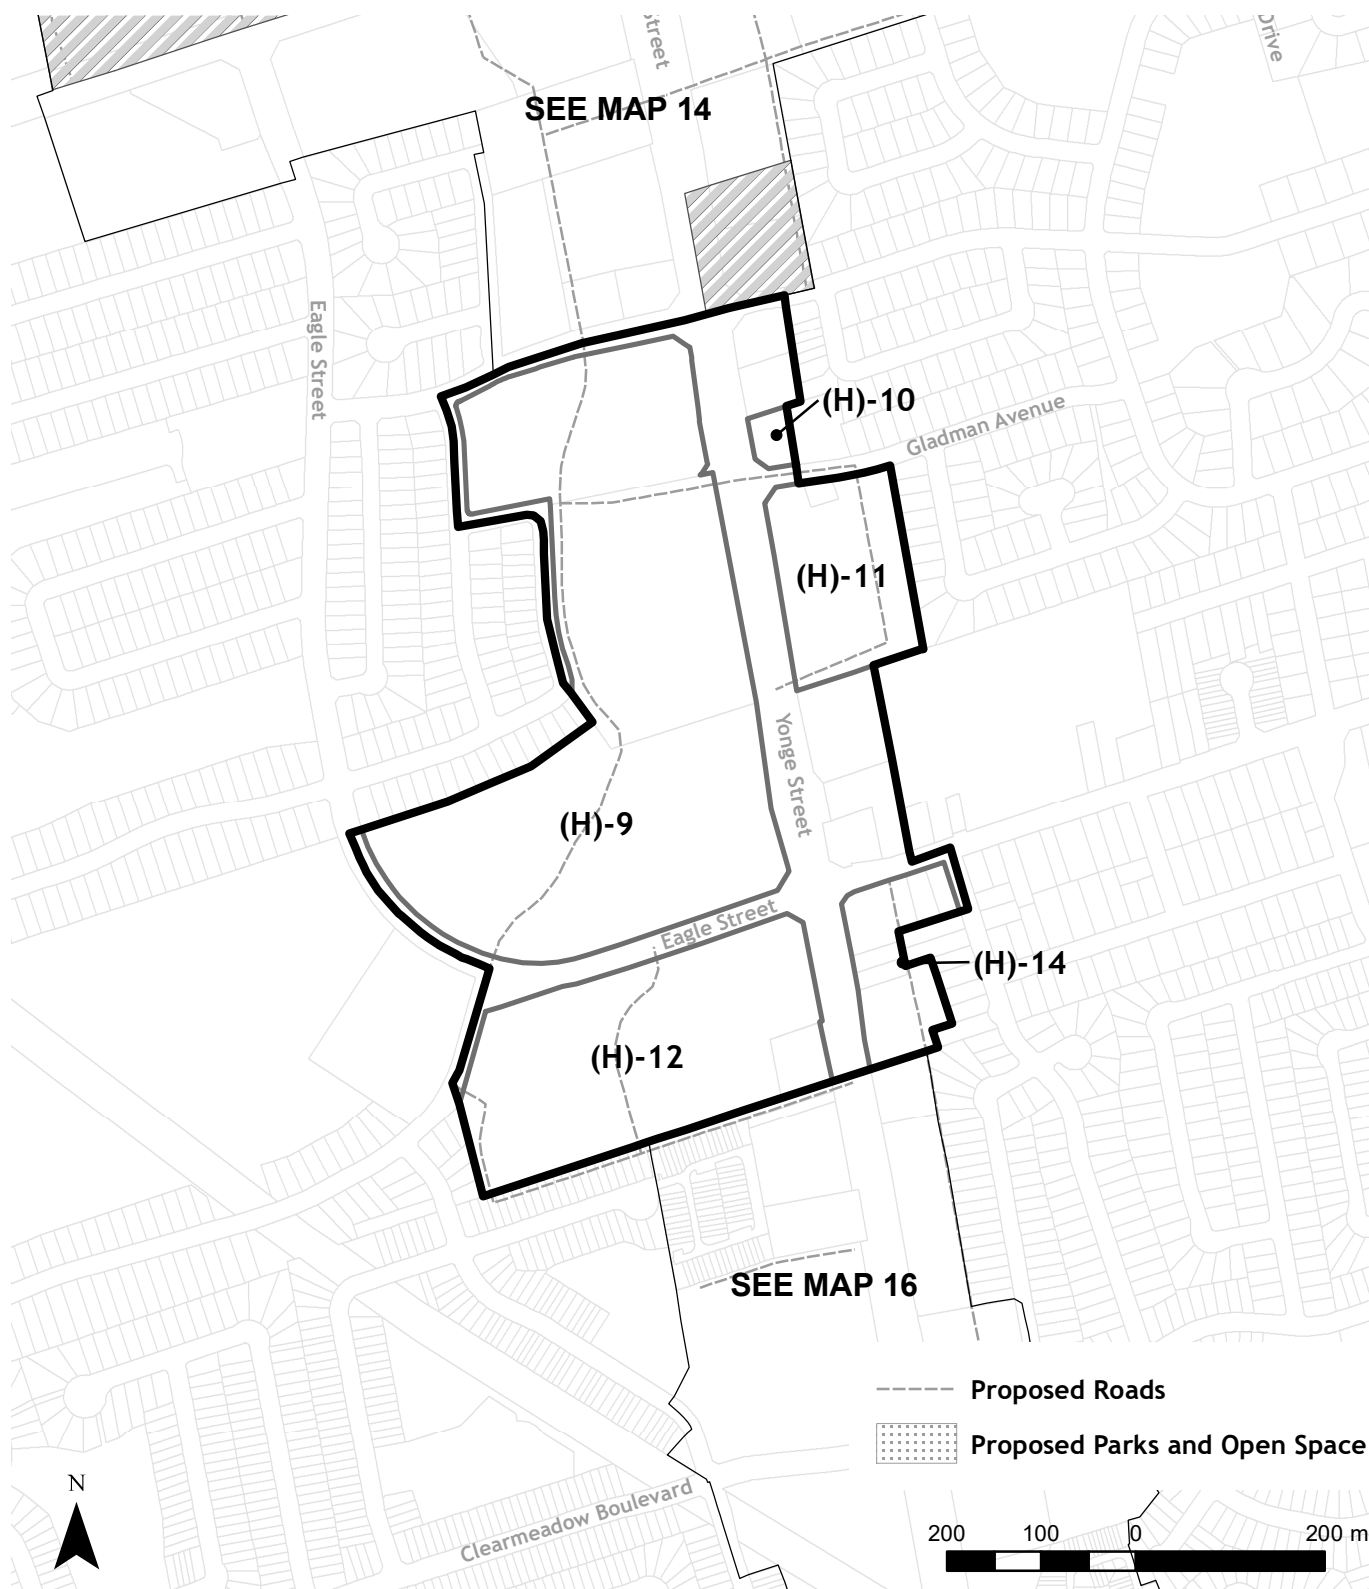 Street
Drive
SEE MAP 14
Eagle Street
(H)-10
Gladman Avenue
(H)-11
Yonge Street
(H)-9
Eagle Street
(H)-14
(H)-12
SEE MAP 16
Proposed Roads
Proposed Parks and Open Space
N
Clearmeadow Boulevard
200 100 0 200 m